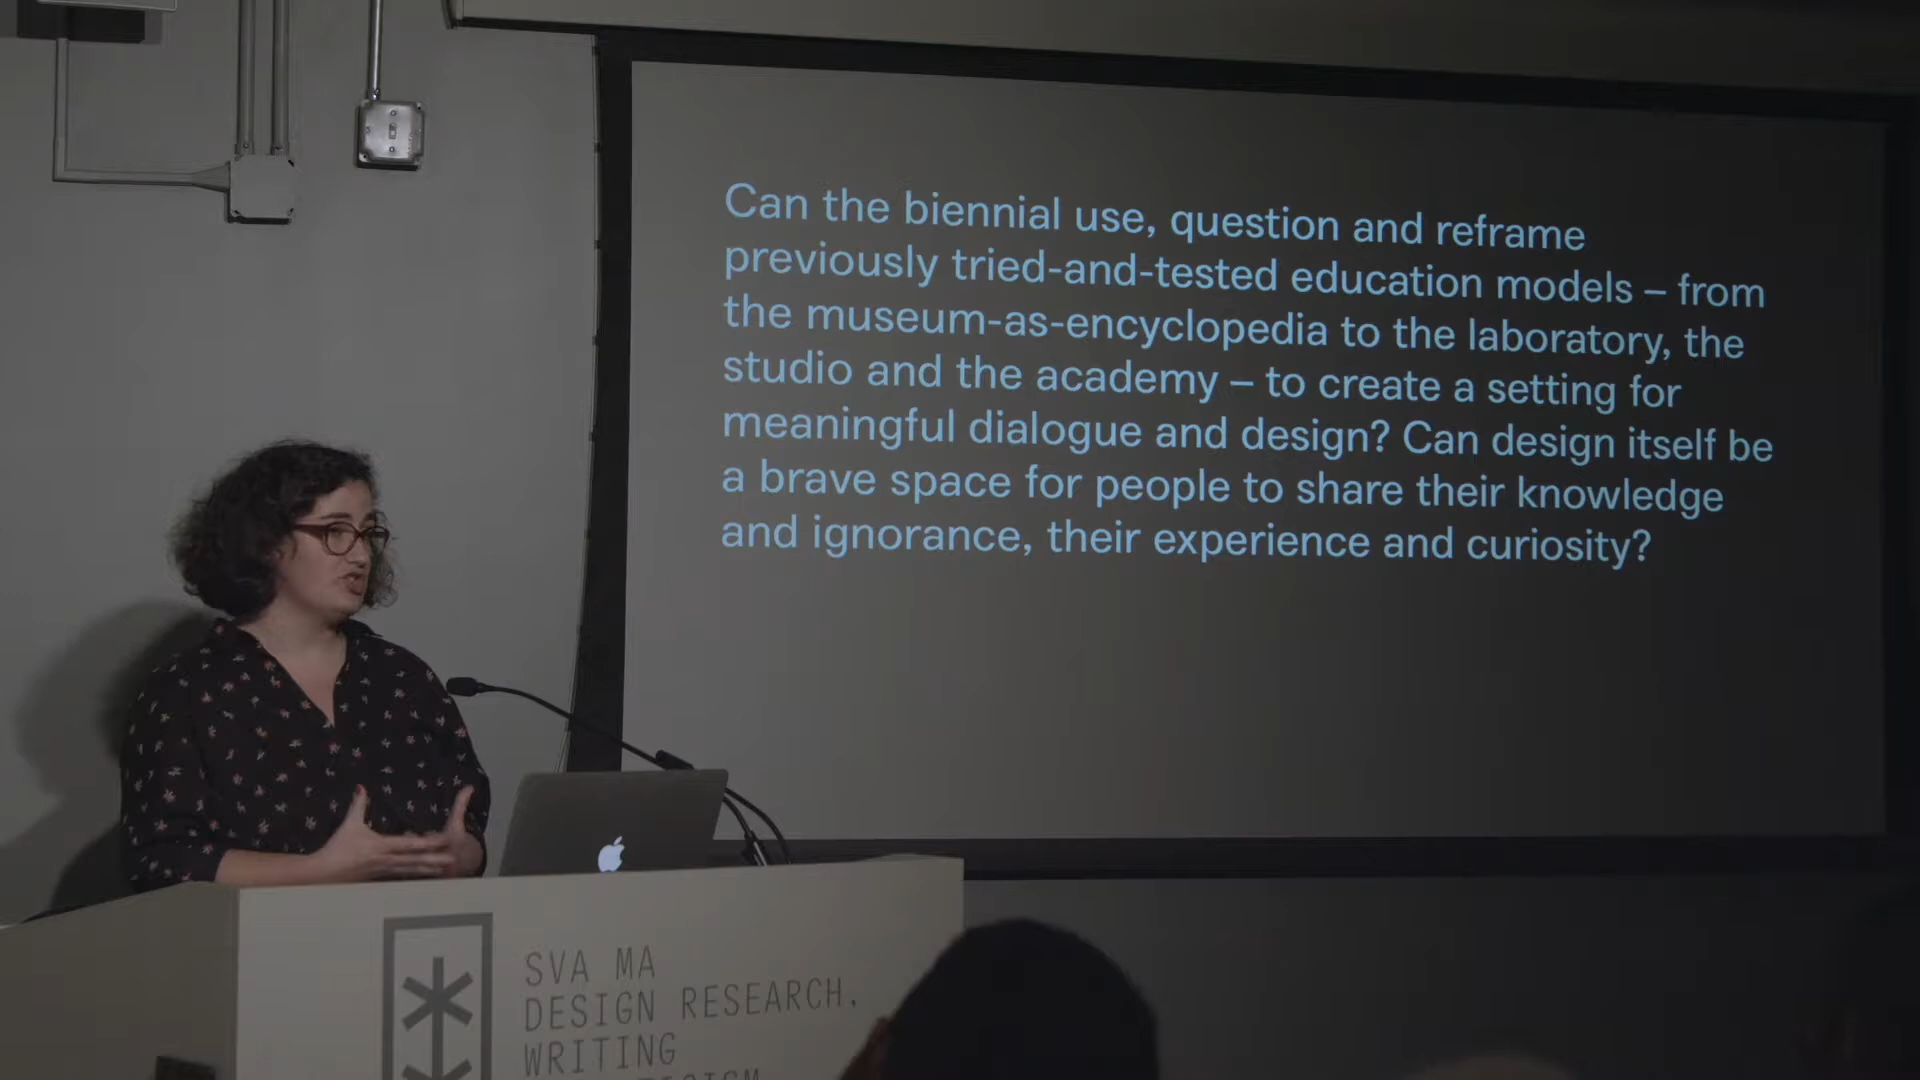 Can the biennial use, question and reframe
previously tried-and-tested education models – from
the museum-as-encyclopedia to the laboratory, the
studio and the academy – to create a setting for
meaningful dialogue and design? Can design itself be
a brave space for people to share their knowledge
and ignorance, their experience and curiosity?
SVA MA
DESIGN RESEARCH,
WRITING